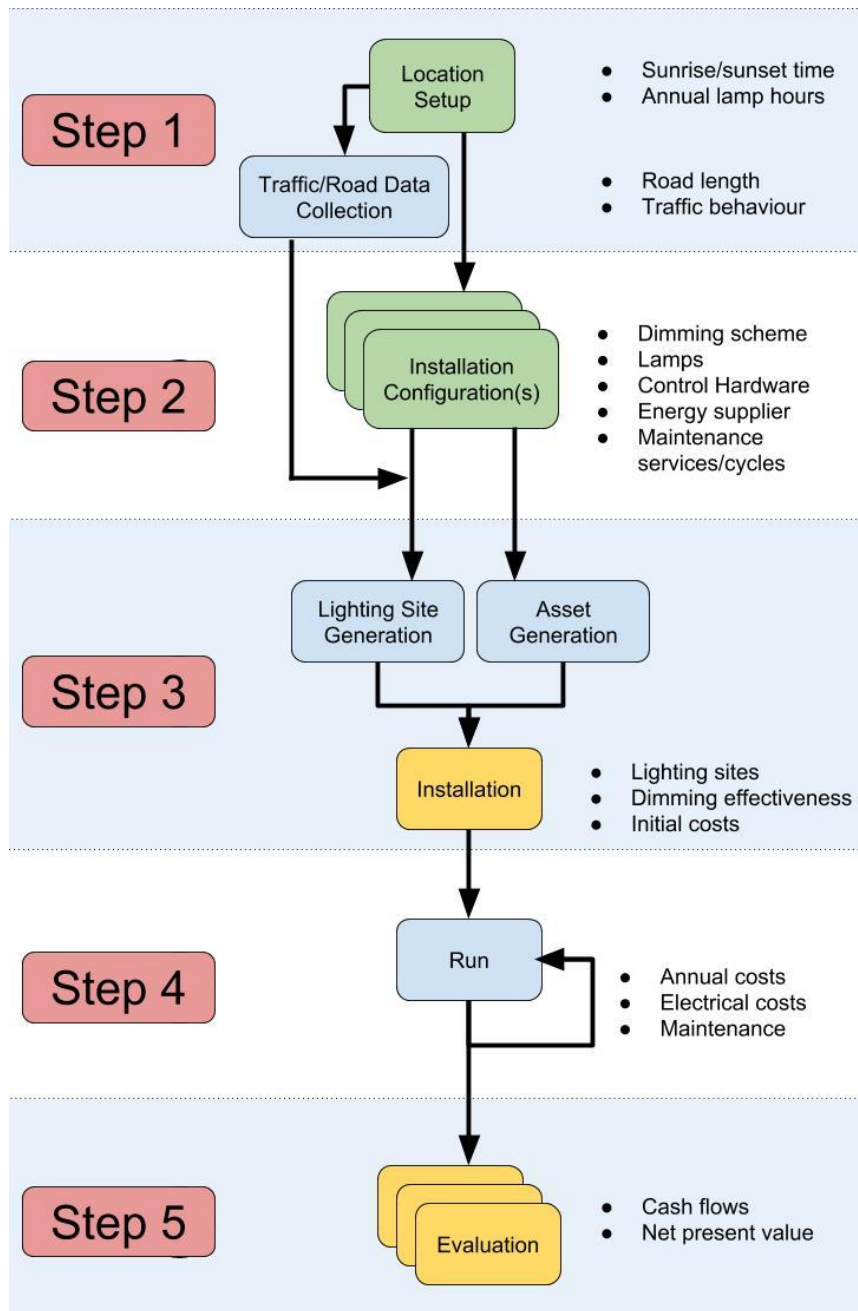 Step 1
Location
Setup
● Sunrise/sunset time
● Annual lamp hours
Traffic/Road Data
Collection
● Road length
● Traffic behaviour
Step 2
Installation
Configuration(s)
● Dimming scheme
● Lamps
● Control Hardware
● Energy supplier
● Maintenance
services/cycles
Step 3
Lighting Site
Generation
Asset
Generation
Installation
● Lighting sites
● Dimming effectiveness
● Initial costs
Step 4
Run
● Annual costs
● Electrical costs
● Maintenance
Step 5
Evaluation
● Cash flows
● Net present value